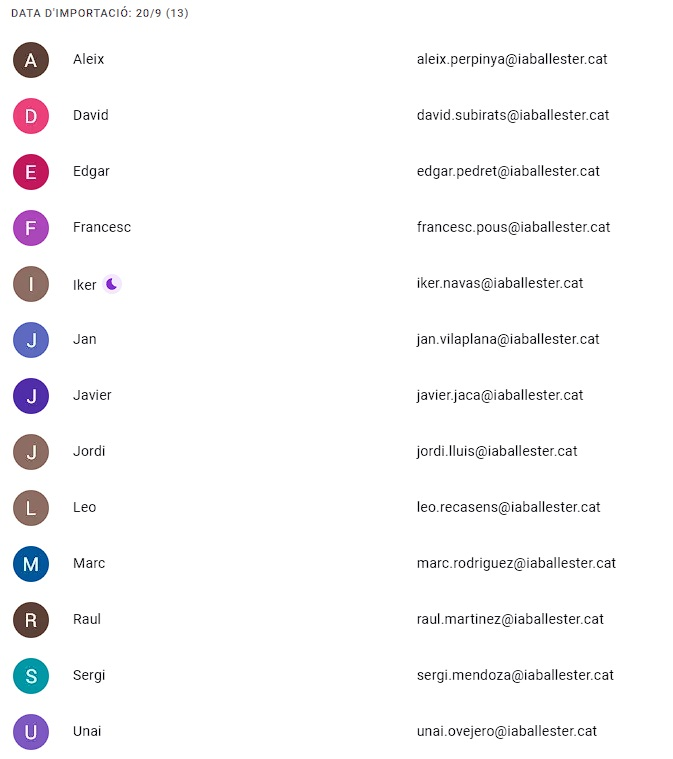 DATA D'IMPORTACIÓ: 20/9 (13)
A Aleix aleix.perpinya@iaballester.cat
D David david.subirats@iaballester.cat
E Edgar edgar.pedret@iaballester.cat
F Francesc francesc.pous@iaballester.cat
I Iker iker.navas@iaballester.cat
J Jan jan.vilaplana@iaballester.cat
J Javier javier.jaca@iaballester.cat
J Jordi jordi.lluis@iaballester.cat
L Leo leo.recasens@iaballester.cat
M Marc marc.rodriguez@iaballester.cat
R Raul raul.martinez@iaballester.cat
S Sergi sergi.mendoza@iaballester.cat
U Unai unai.ovejero@iaballester.cat